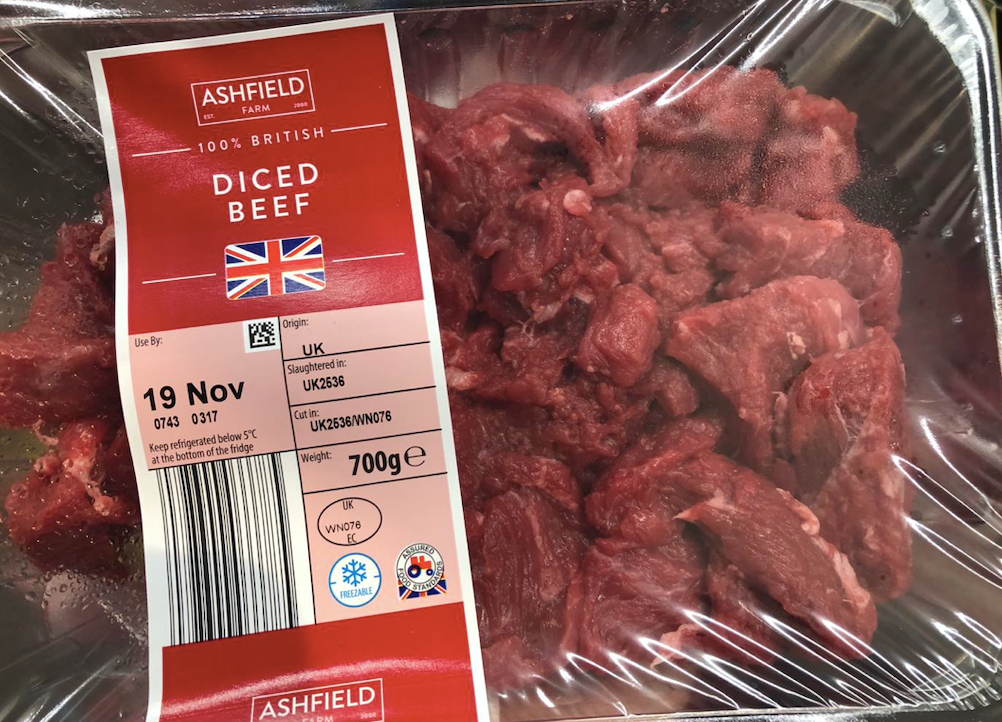 ASHFIELD
EST. FARM 2000
100% BRITISH
DICED
BEEF
Use By:
19 Nov
0743 0317
Keep refrigerated below 5°C
at the bottom of the fridge
Origin:
UK
Slaughtered in:
UK2536
Cut in:
UK2536/WN076
Weight: 700g℮
UK
WN076
EC
FREEZABLE
ASSURED
FOOD STANDARDS
ASHFIELD
FARM 2000